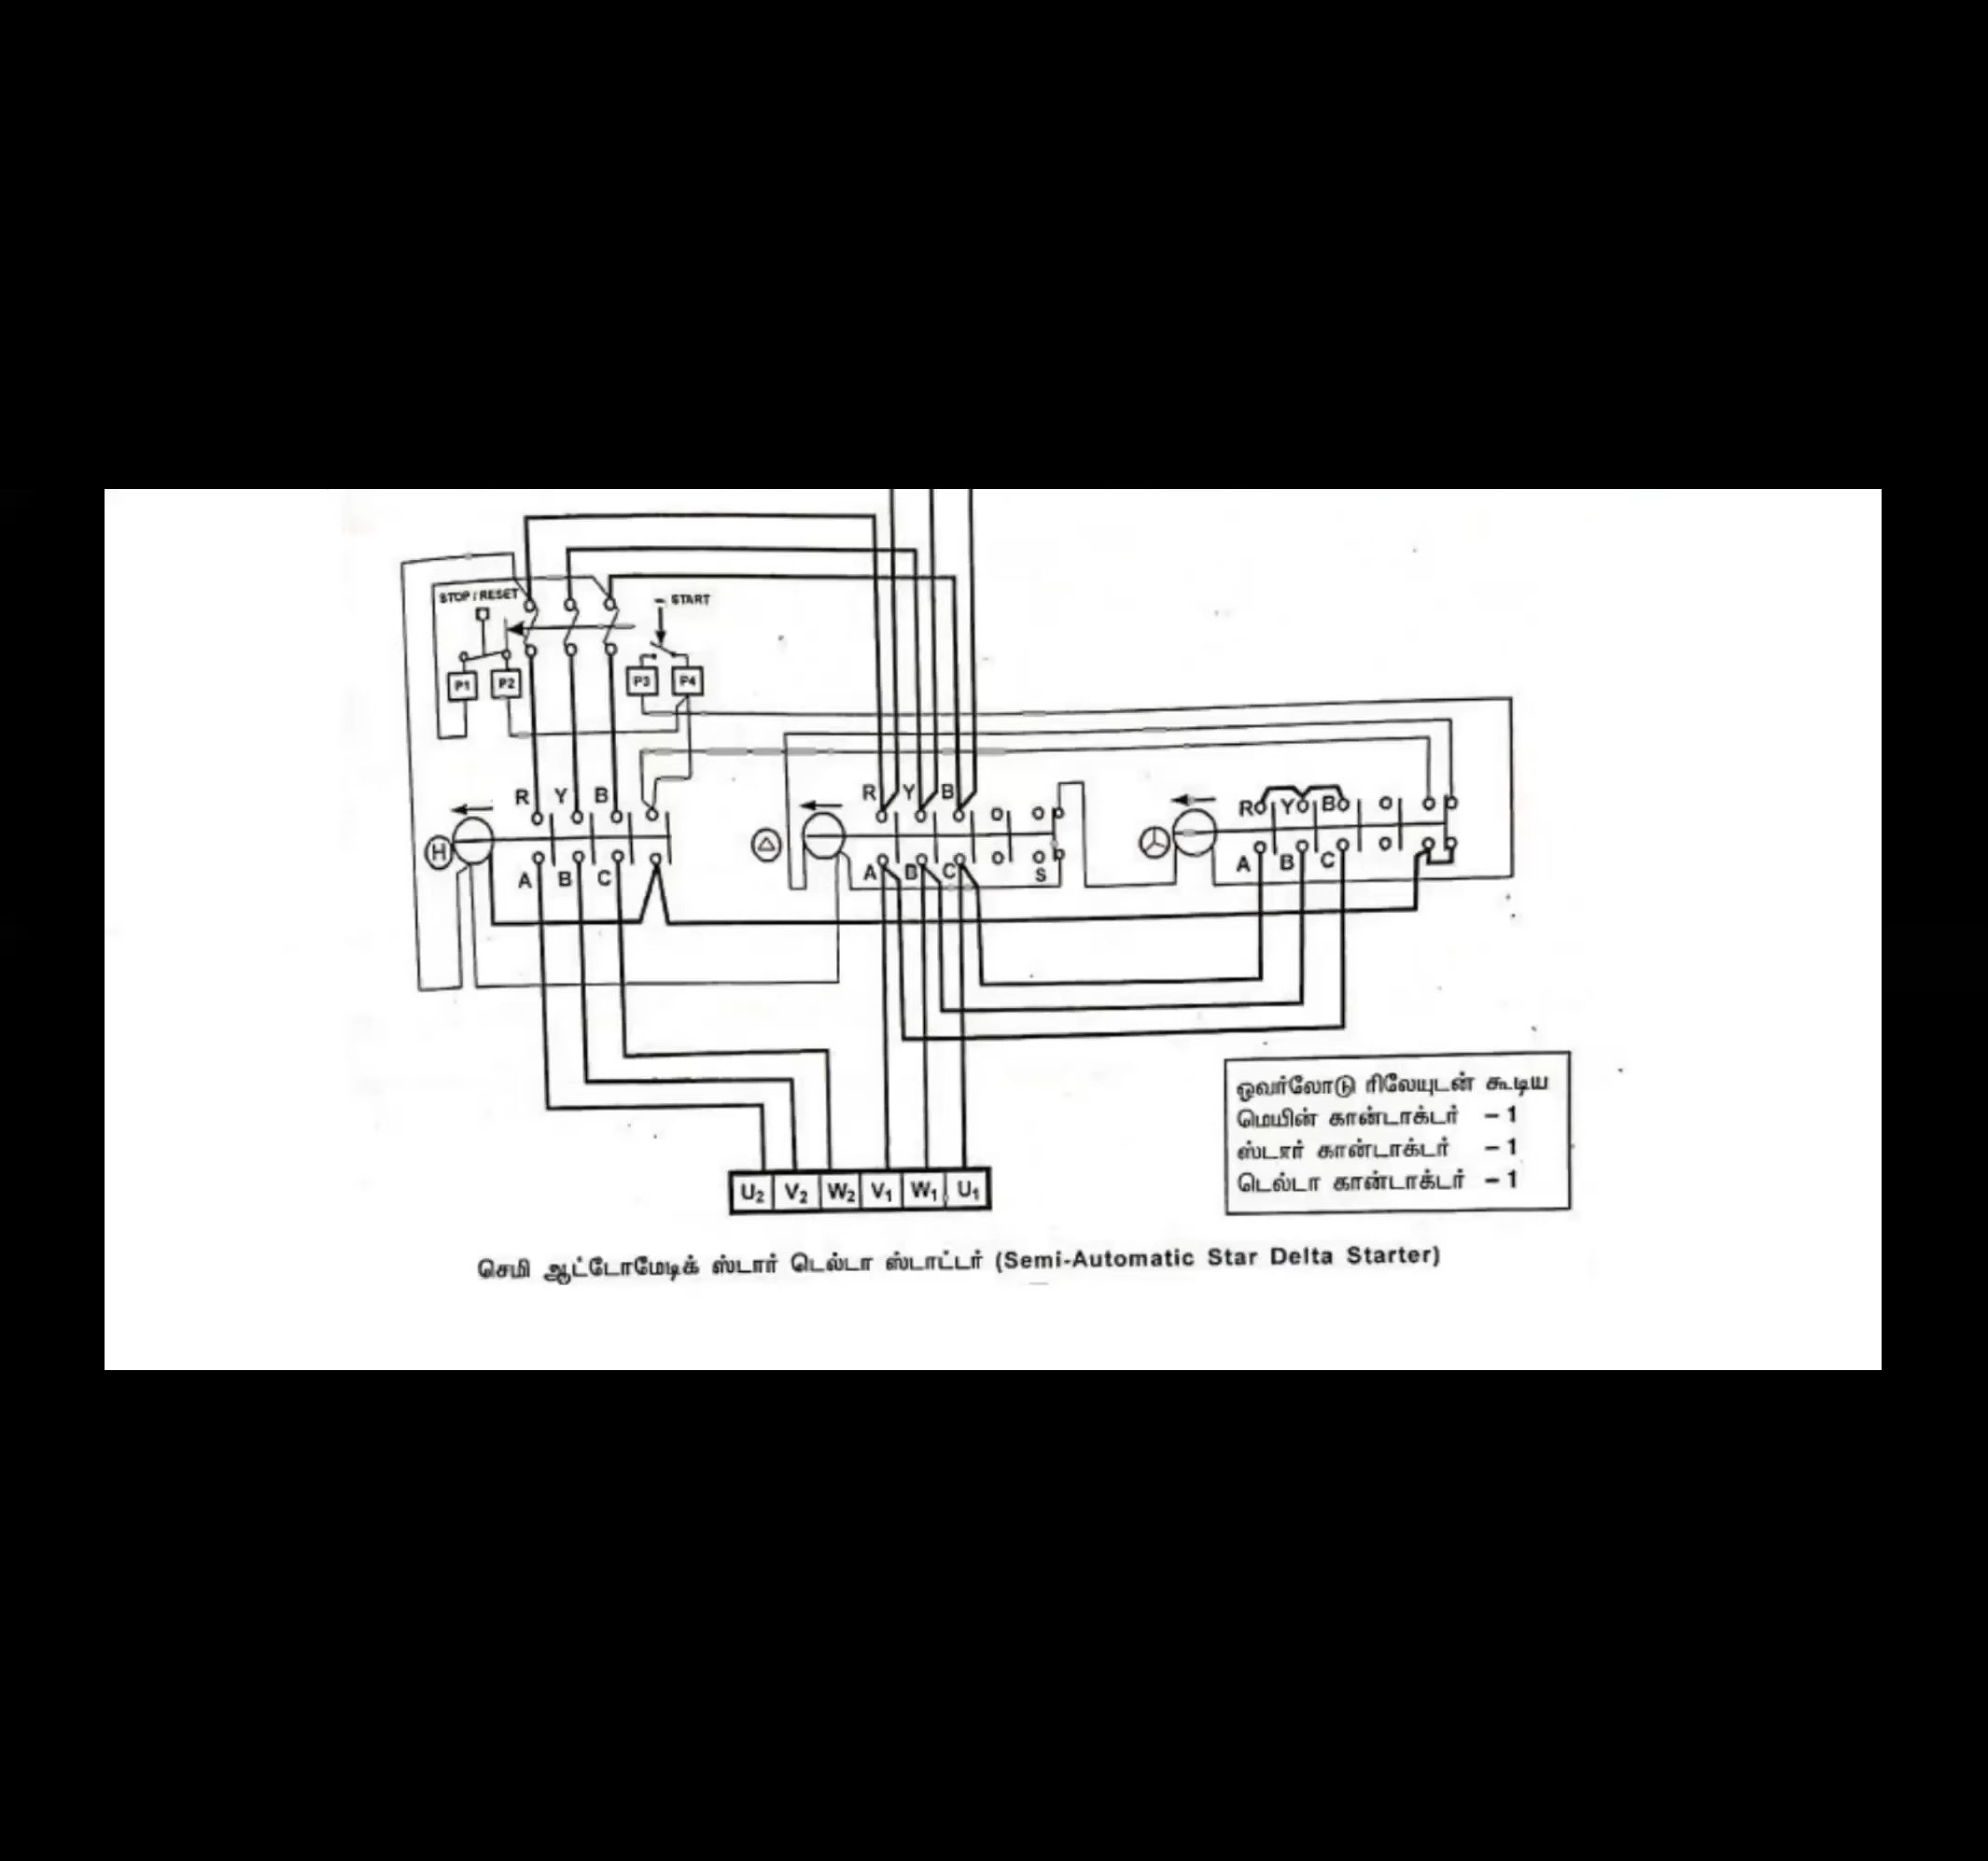 STOP / RESET
START
P1 P2 P3 P4
R Y B
R Y B
R Y B
H
A B C
A B C S
A B C
U2 V2 W2 V1 W1 U1
ஓவர்லோடு ரிலேயுடன் கூடிய
மெயின் கான்டாக்டர் – 1
ஸ்டார் கான்டாக்டர் – 1
டெல்டா கான்டாக்டர் – 1
செமி ஆட்டோமேடிக் ஸ்டார் டெல்டா ஸ்டாட்டர் (Semi-Automatic Star Delta Starter)